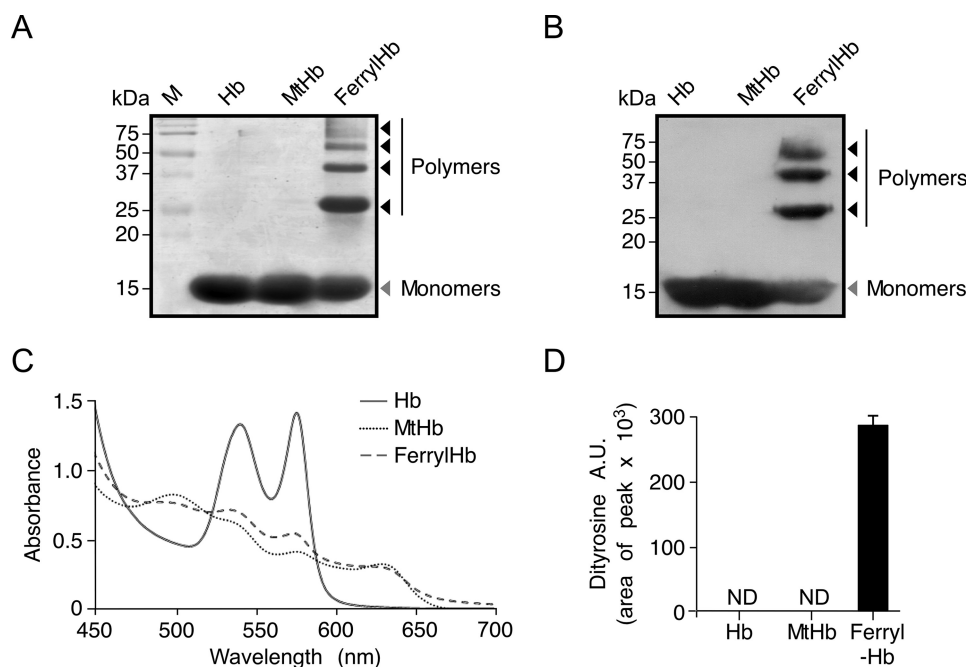 A
kDa M Hb MtHb FerrylHb
75
50
37
25
20
15
Polymers
Monomers
B
kDa Hb MtHb FerrylHb
75
50
37
25
20
15
Polymers
Monomers
C
Absorbance
1.5
1.0
0.5
0
450 500 550 600 650 700
Wavelength (nm)
Hb
MtHb
FerrylHb
D
Dityrosine A.U.
(area of peak x 10³)
300
200
100
0
ND ND
Hb MtHb Ferryl
-Hb